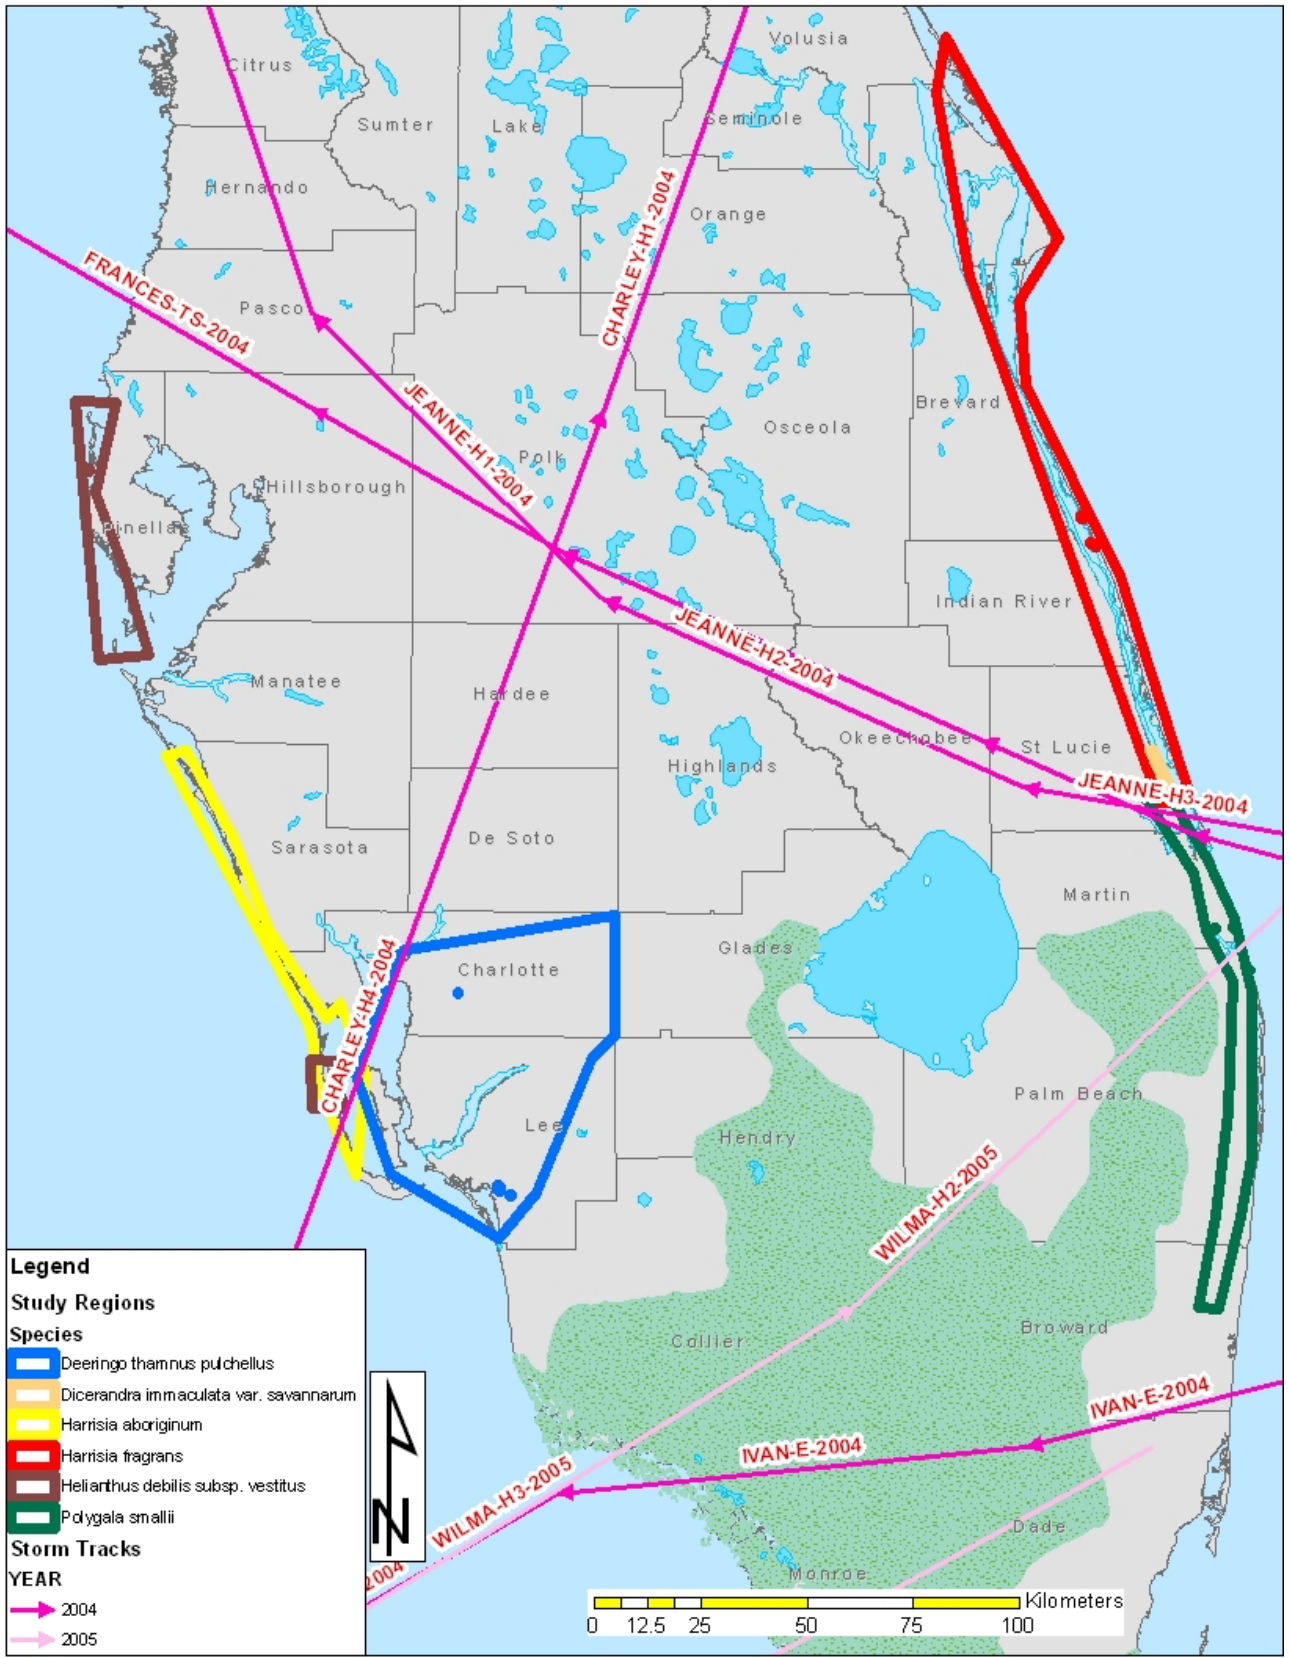 Volusia
Citrus
Sumter
Lake
Seminole
Hernando
Orange
CHARLEY-H1-2004
FRANCES-TS-2004
Pasco
JEANNE-H1-2004
Brevard
Osceola
Polk
Hillsborough
Pinellas
Indian River
JEANNE-H2-2004
Manatee
Hardee
Okeechobee
St Lucie
Highlands
JEANNE-H3-2004
De Soto
Sarasota
Martin
Glades
Charlotte
CHARLEY-H4-2004
Palm Beach
Lee
Hendry
WILMA-H2-2005
Broward
Collier
IVAN-E-2004
IVAN-E-2004
WILMA-H3-2005
Dade
Monroe
2004
Legend
Study Regions
Species
Deeringo thamnus pulchellus
Dicerandra immaculata var. savannarum
Harrisia aboriginum
Harrisia fragrans
Helianthus debilis subsp. vestitus
Polygala smallii
Storm Tracks
YEAR
2004
2005
N
Kilometers
0 12.5 25 50 75 100